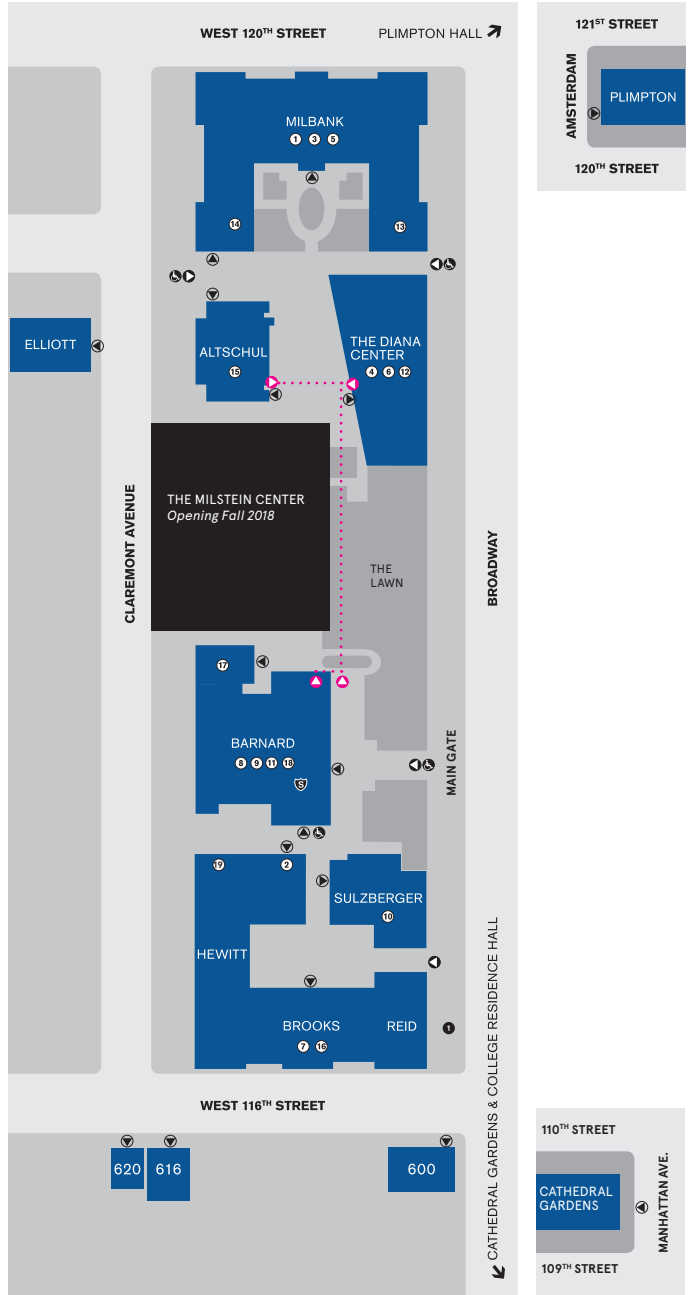 WEST 120TH STREET
PLIMPTON HALL
121ST STREET
AMSTERDAM
PLIMPTON
120TH STREET
MILBANK
1 3 5
14
13
ELLIOTT
ALTSCHUL
15
THE DIANA
CENTER
4 6 12
THE MILSTEIN CENTER
Opening Fall 2018
CLAREMONT AVENUE
THE
LAWN
BROADWAY
17
BARNARD
8 9 11 18
S
MAIN GATE
19
2
SULZBERGER
10
HEWITT
BROOKS
7 16
REID
1
CATHEDRAL GARDENS & COLLEGE RESIDENCE HALL
WEST 116TH STREET
620
616
600
110TH STREET
CATHEDRAL
GARDENS
MANHATTAN AVE.
109TH STREET